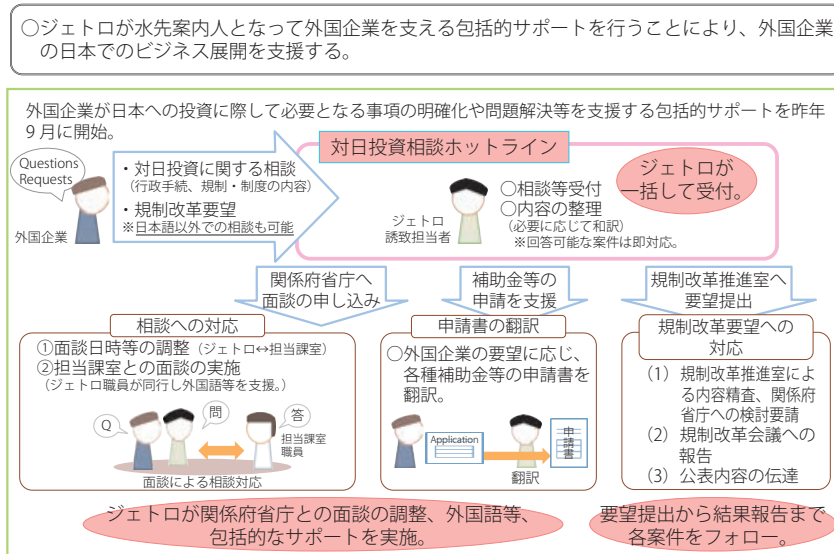 ○ジェトロが水先案内人となって外国企業を支える包括的サポートを行うことにより、外国企業
の日本でのビジネス展開を支援する。
外国企業が日本への投資に際して必要となる事項の明確化や問題解決等を支援する包括的サポートを昨年
9月に開始。
Questions
Requests
外国企業
・対日投資に関する相談
(行政手続、規制・制度の内容)
・規制改革要望
※日本語以外での相談も可能
対日投資相談ホットライン
ジェトロ
誘致担当者
○相談等受付
○内容の整理
(必要に応じて和訳)
※回答可能な案件は即対応。
ジェトロが
一括して受付。
関係府省庁へ
面談の申し込み
補助金等の
申請を支援
規制改革推進室へ
要望提出
相談への対応
①面談日時等の調整(ジェトロ↔担当課室)
②担当課室との面談の実施
(ジェトロ職員が同行し外国語等を支援。)
Q
問
答
担当課室
職員
面談による相談対応
申請書の翻訳
○外国企業の要望に応じ、
各種補助金等の申請書を
翻訳。
Application
申請書
翻訳
規制改革要望への
対応
(1) 規制改革推進室によ
る内容精査、関係府
省庁への検討要請
(2) 規制改革会議への
報告
(3) 公表内容の伝達
ジェトロが関係府省庁との面談の調整、外国語等、
包括的なサポートを実施。
要望提出から結果報告まで
各案件をフォロー。